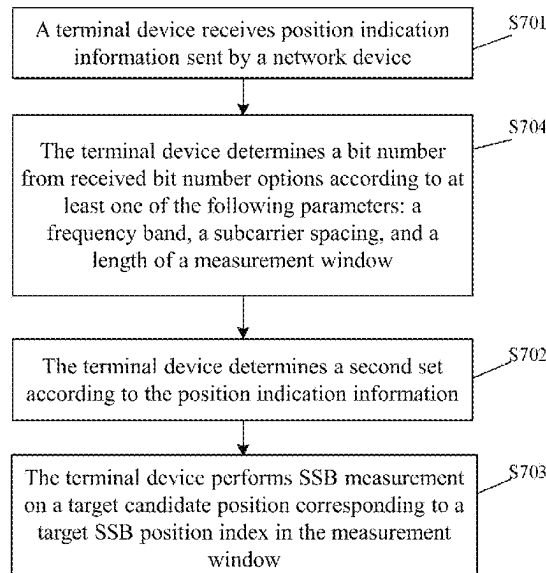 A terminal device receives position indication
information sent by a network device
S701
The terminal device determines a bit number
from received bit number options according to at
least one of the following parameters: a
frequency band, a subcarrier spacing, and a
length of a measurement window
S704
The terminal device determines a second set
according to the position indication information
S702
The terminal device performs SSB measurement
on a target candidate position corresponding to a
target SSB position index in the measurement
window
S703